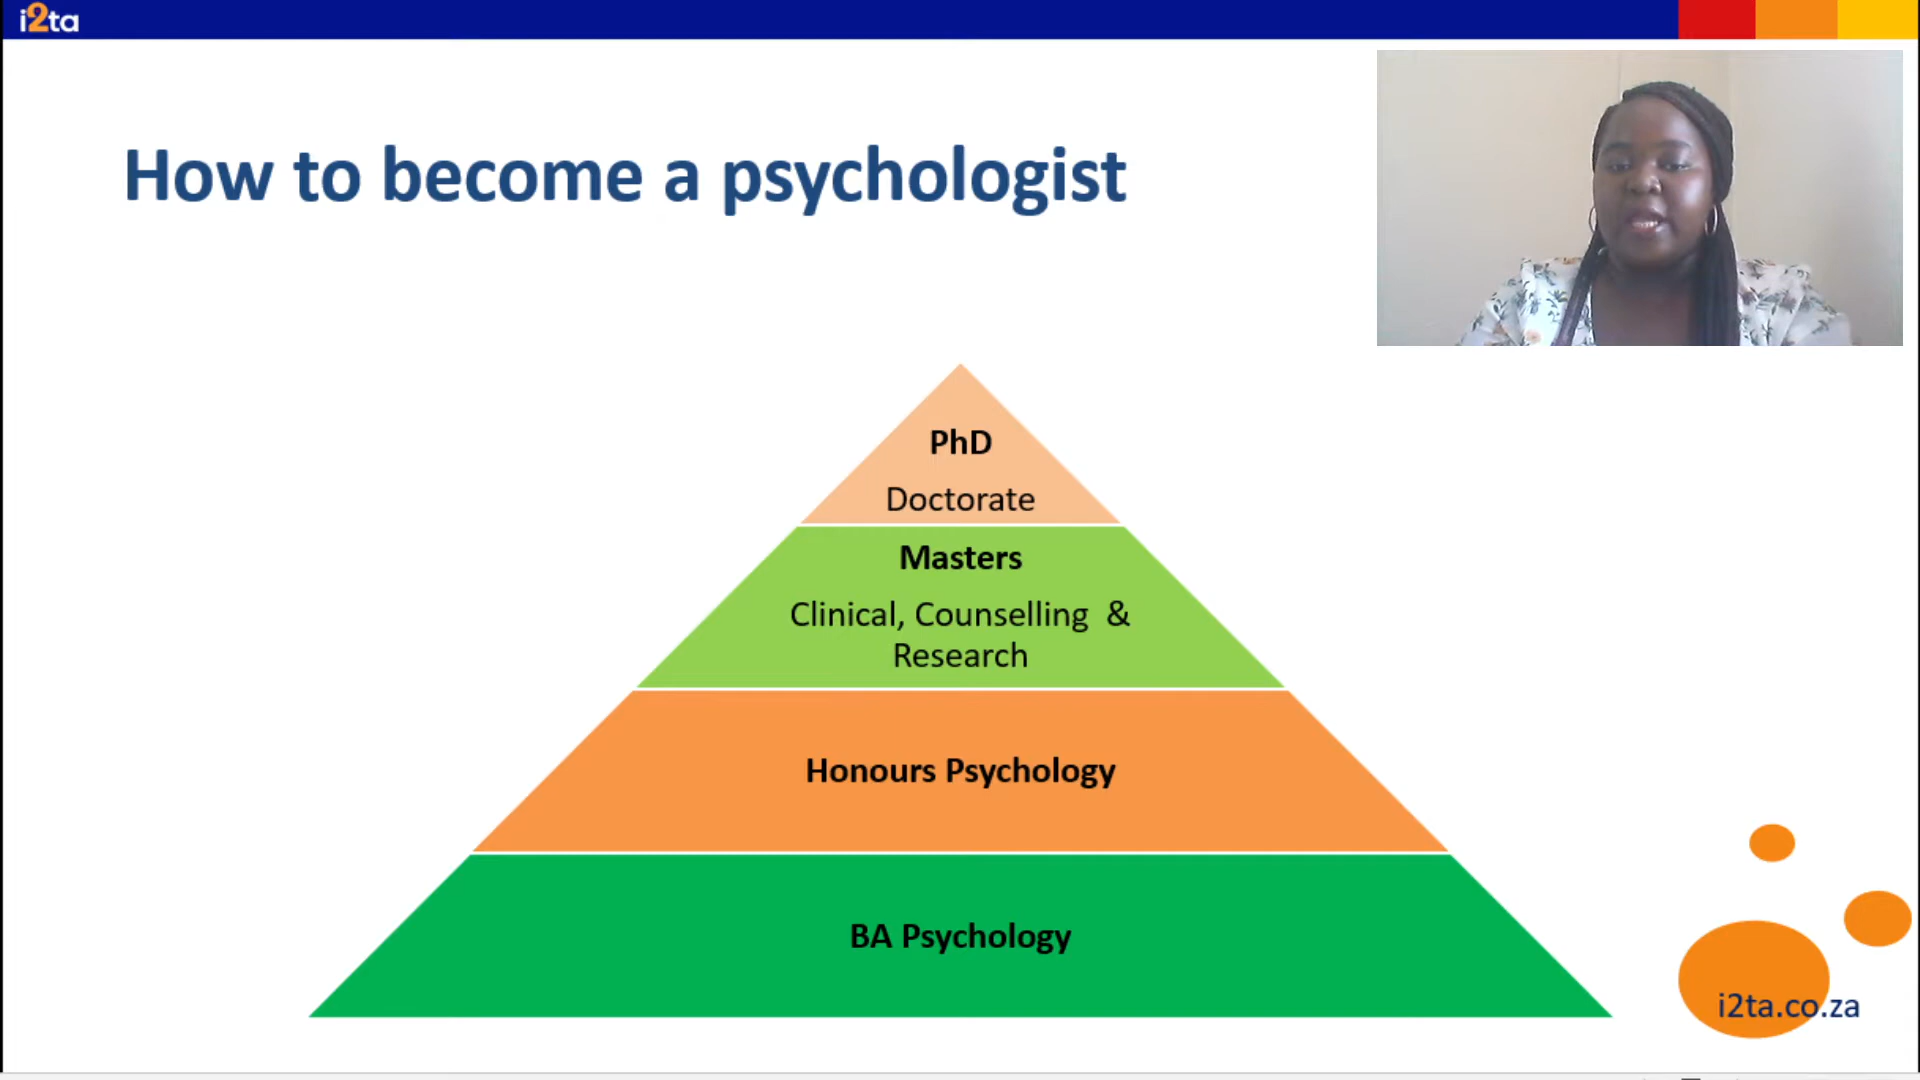 i2ta
How to become a psychologist
PhD
Doctorate
Masters
Clinical, Counselling &
Research
Honours Psychology
BA Psychology
i2ta.co.za